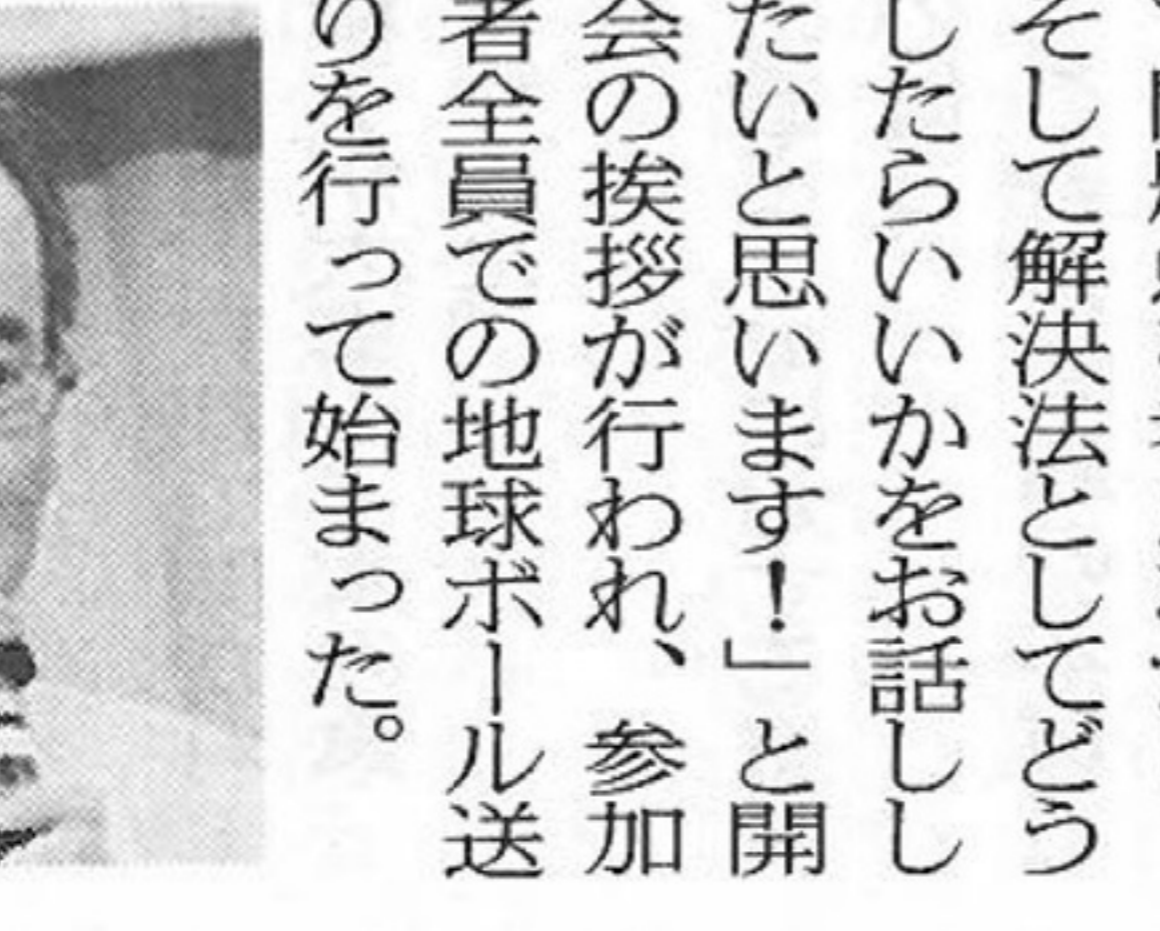 そして解決法としてどう
したらいいかをお話しし
たいと思います！」と開
会の挨拶が行われ、参加
者全員での地球ボール送
りを行って始まった。